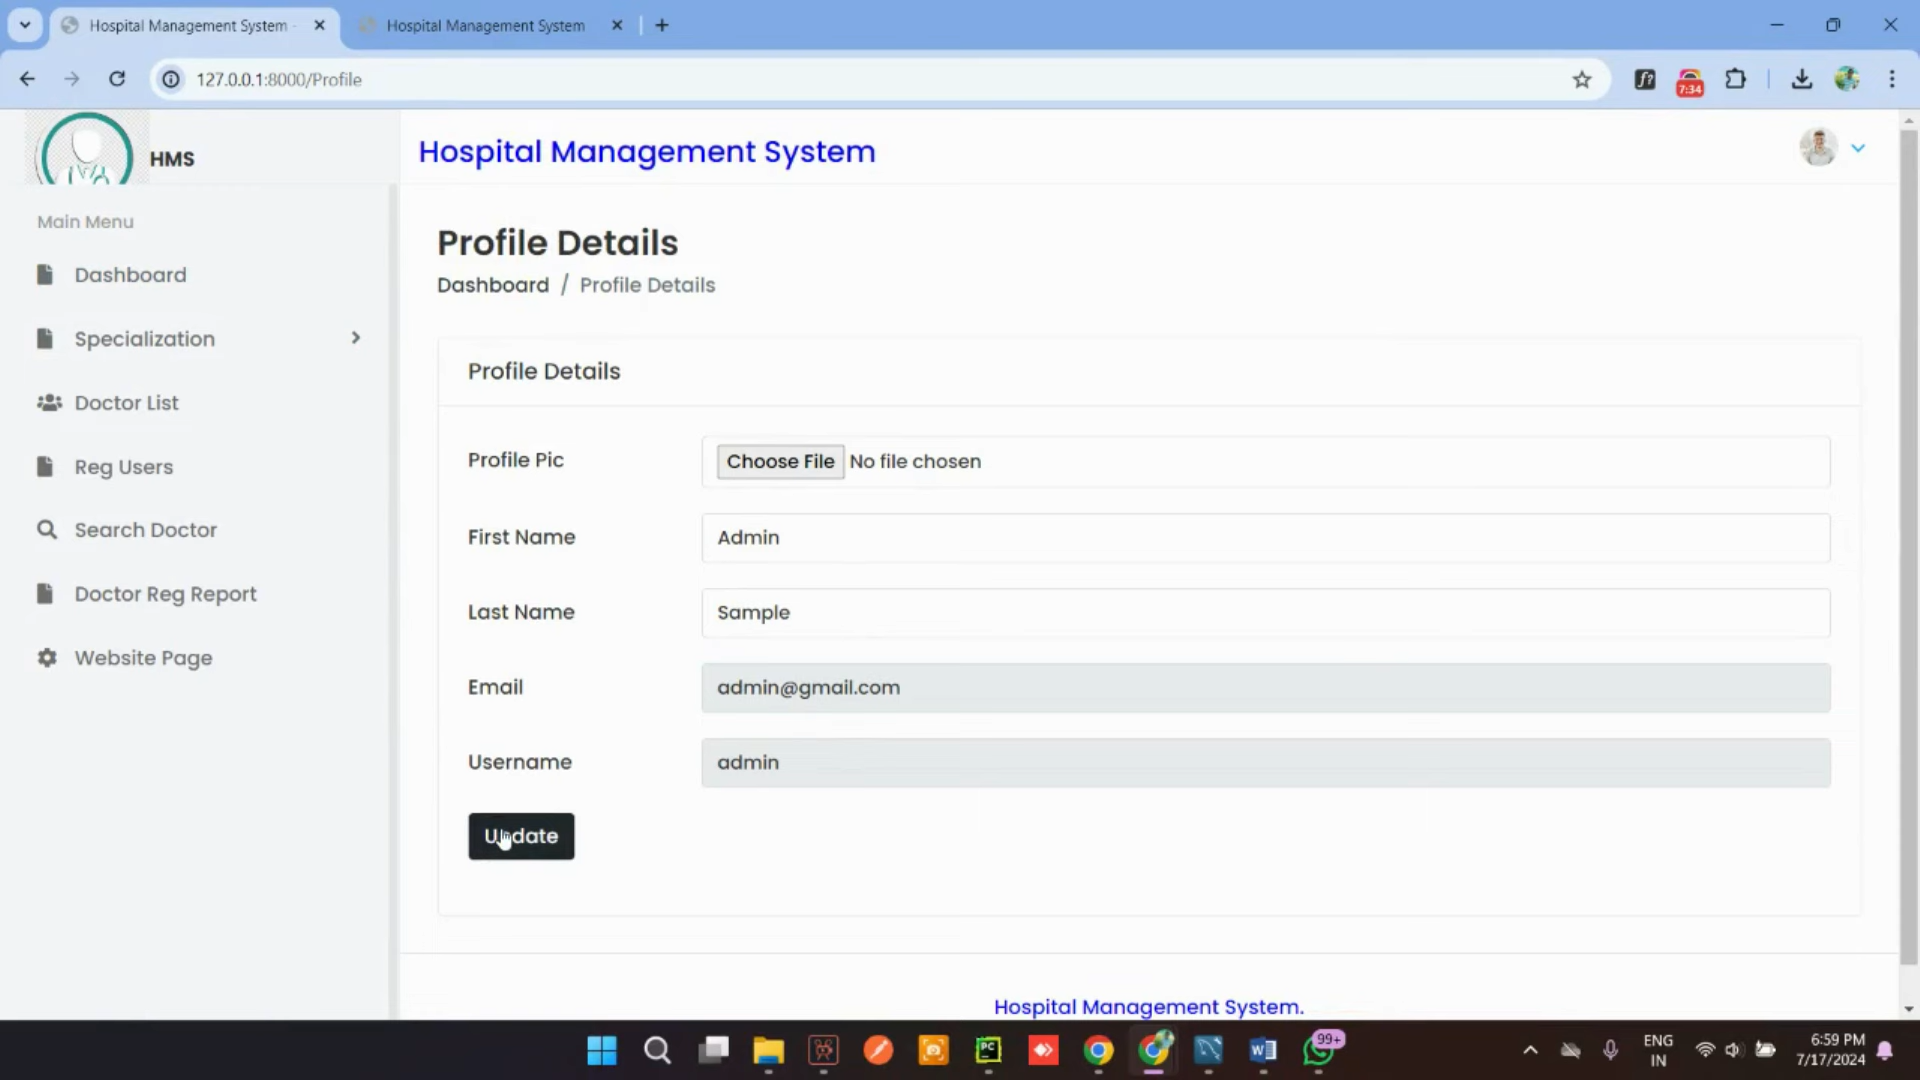 Hospital Management System -
Hospital Management System
127.0.0.1:8000/Profile
7:34
HMS
Hospital Management System
Main Menu
Dashboard
Specialization
Doctor List
Reg Users
Search Doctor
Doctor Reg Report
Website Page
Profile Details
Dashboard / Profile Details
Profile Details
Profile Pic
Choose File No file chosen
First Name
Admin
Last Name
Sample
Email
admin@gmail.com
Username
admin
Update
Hospital Management System.
PC
W
99+
ENG
IN
6:59 PM
7/17/2024